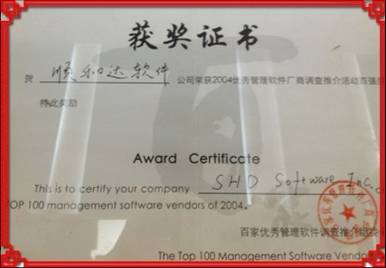 获奖证书
贺 顺和达软件 公司荣获2004优秀管理软件厂商调查推介活动百强
特此奖励
Award Certificate
This is to certify your company SHD Software Inc.
TOP 100 management software vendors of 2004.
百家优秀管理软件调查推介
The Top 100 Management Software Vendo